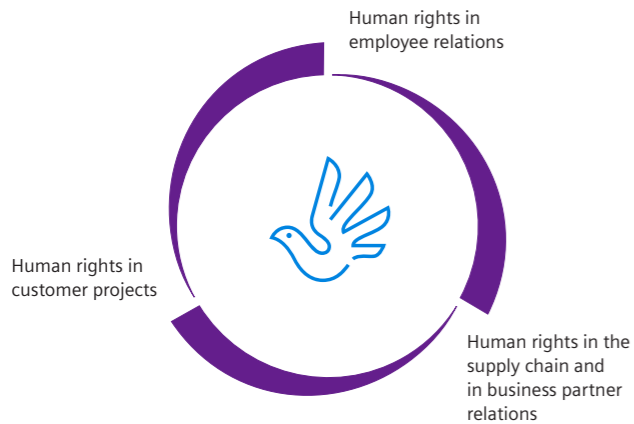 Human rights in
employee relations
Human rights in
customer projects
Human rights in the
supply chain and
in business partner
relations